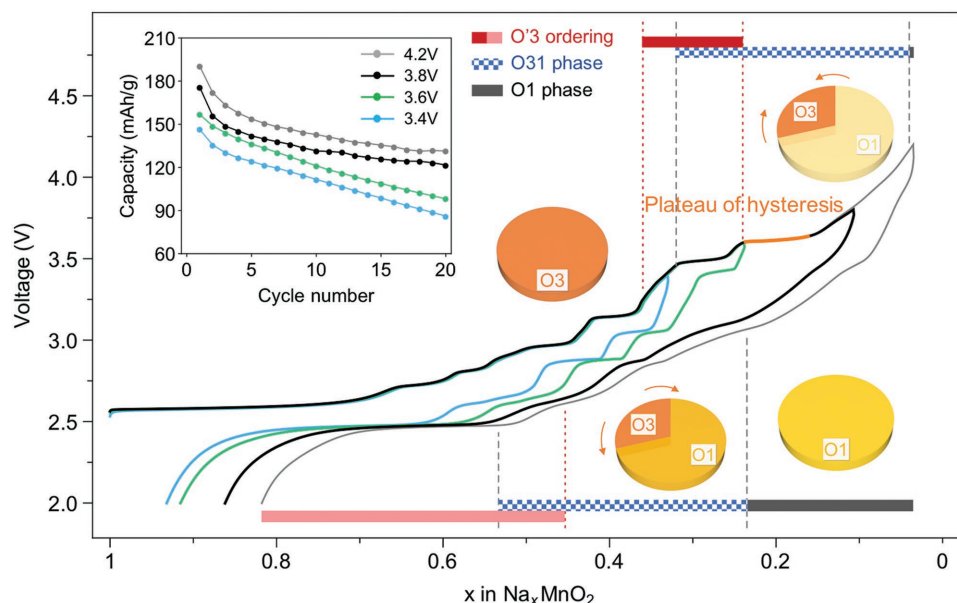 210
180
150
120
90
60
Capacity (mAh/g)
0
5
10
15
20
Cycle number
4.2V
3.8V
3.6V
3.4V
O'3 ordering
O31 phase
O1 phase
O3
O1
Plateau of hysteresis
O3
O3
O1
O1
4.5
4.0
3.5
3.0
2.5
2.0
Voltage (V)
1
0.8
0.6
0.4
0.2
0
x in NaₓMnO₂